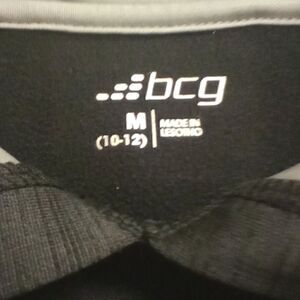 bcg
M
(10-12)
MADE IN
LESOTHO